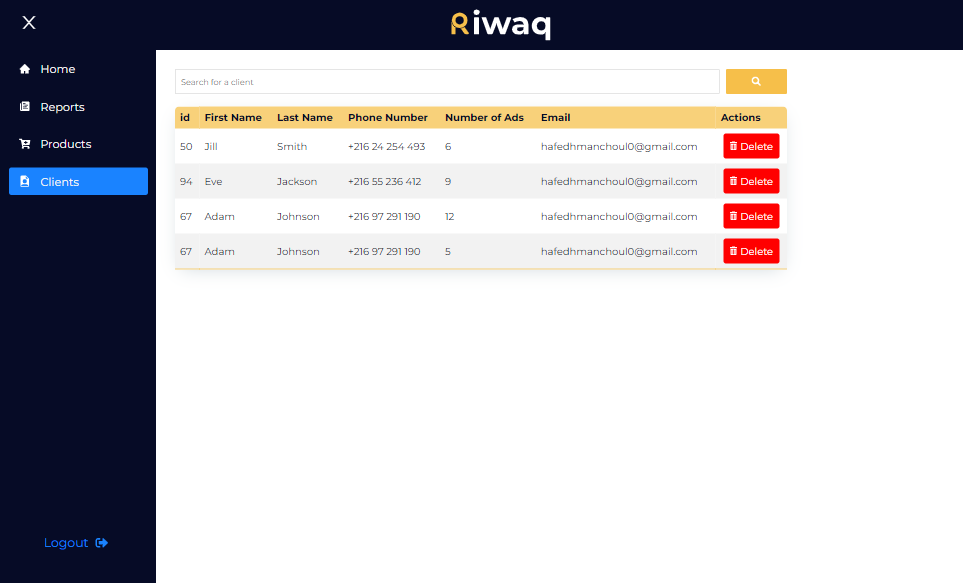 X
Riwaq
Home
Reports
Products
Clients
Logout
Search for a client
id First Name Last Name Phone Number Number of Ads Email Actions
50 Jill Smith +216 24 254 493 6 hafedhmanchoul0@gmail.com Delete
94 Eve Jackson +216 55 236 412 9 hafedhmanchoul0@gmail.com Delete
67 Adam Johnson +216 97 291 190 12 hafedhmanchoul0@gmail.com Delete
67 Adam Johnson +216 97 291 190 5 hafedhmanchoul0@gmail.com Delete